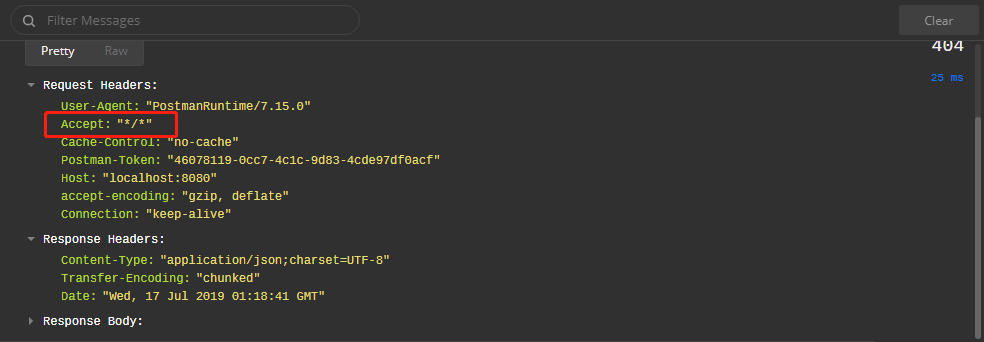 Filter Messages
Clear
Pretty Raw
404
25 ms
Request Headers:
User-Agent: "PostmanRuntime/7.15.0"
Accept: "*/*"
Cache-Control: "no-cache"
Postman-Token: "46078119-0cc7-4c1c-9d83-4cde97df0acf"
Host: "localhost:8080"
accept-encoding: "gzip, deflate"
Connection: "keep-alive"
Response Headers:
Content-Type: "application/json;charset=UTF-8"
Transfer-Encoding: "chunked"
Date: "Wed, 17 Jul 2019 01:18:41 GMT"
Response Body: